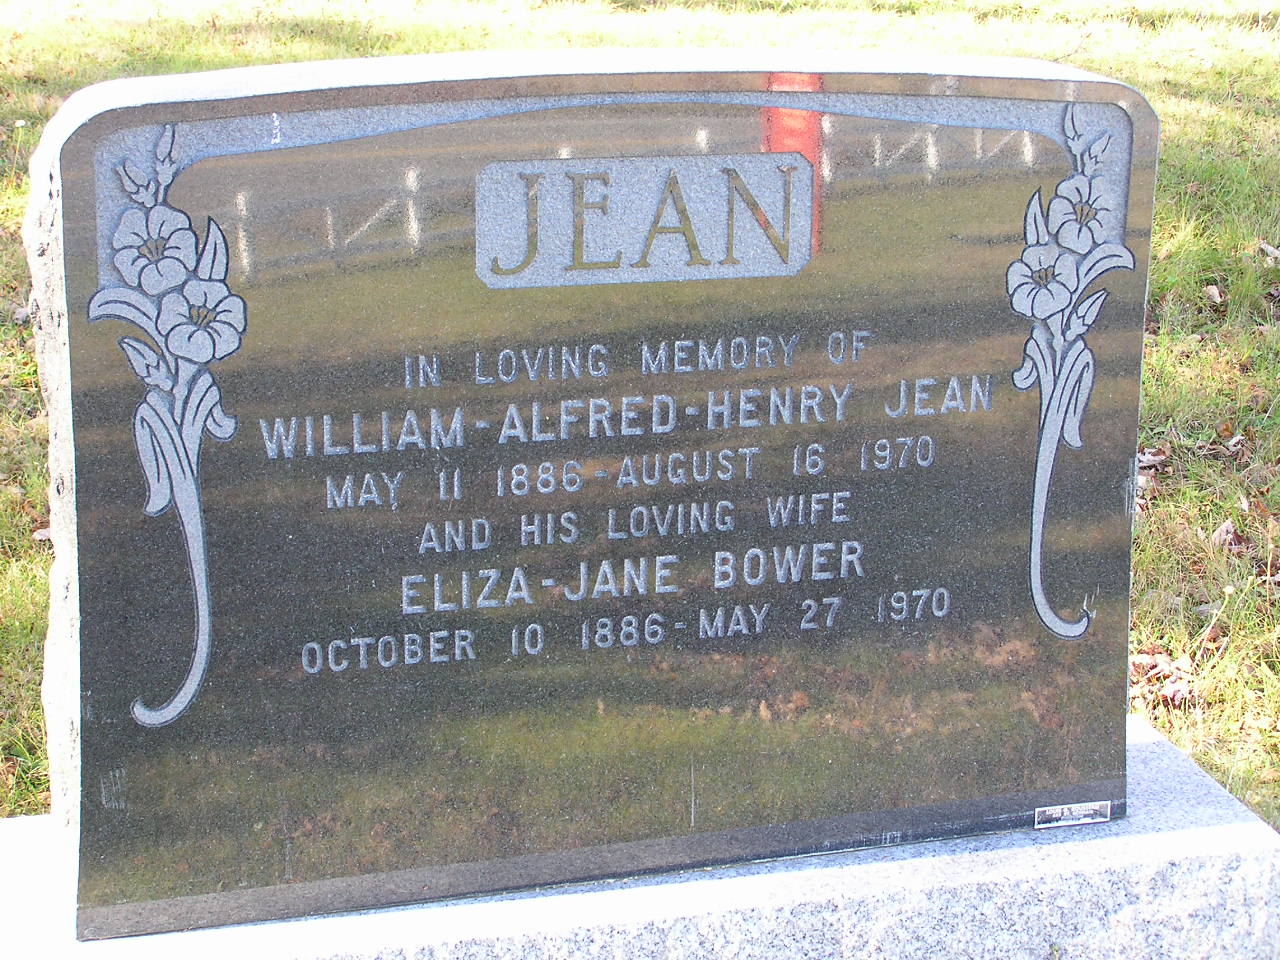 JEAN
IN LOVING MEMORY OF
WILLIAM-ALFRED-HENRY JEAN
MAY 11 1886-AUGUST 16 1970
AND HIS LOVING WIFE
ELIZA-JANE BOWER
OCTOBER 10 1886-MAY 27 1970